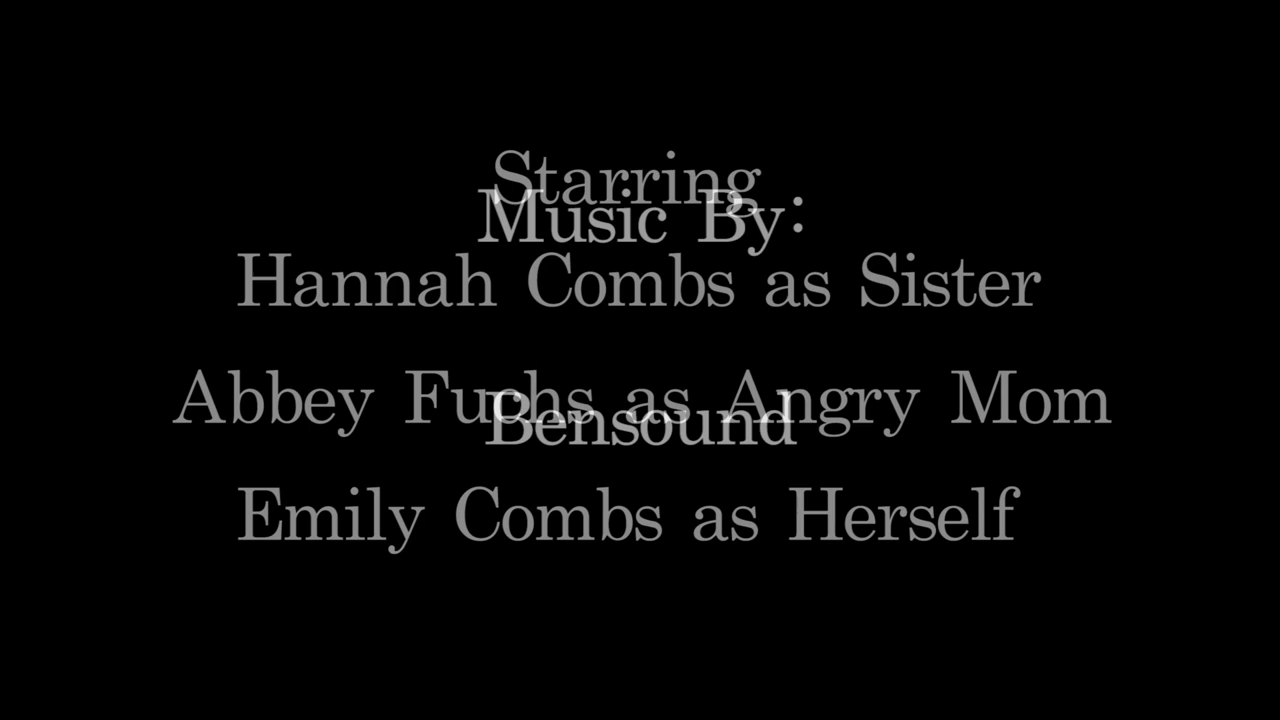 Starring
Music By:
Hannah Combs as Sister
Abbey Fuchs as Angry Mom
Bensound
Emily Combs as Herself